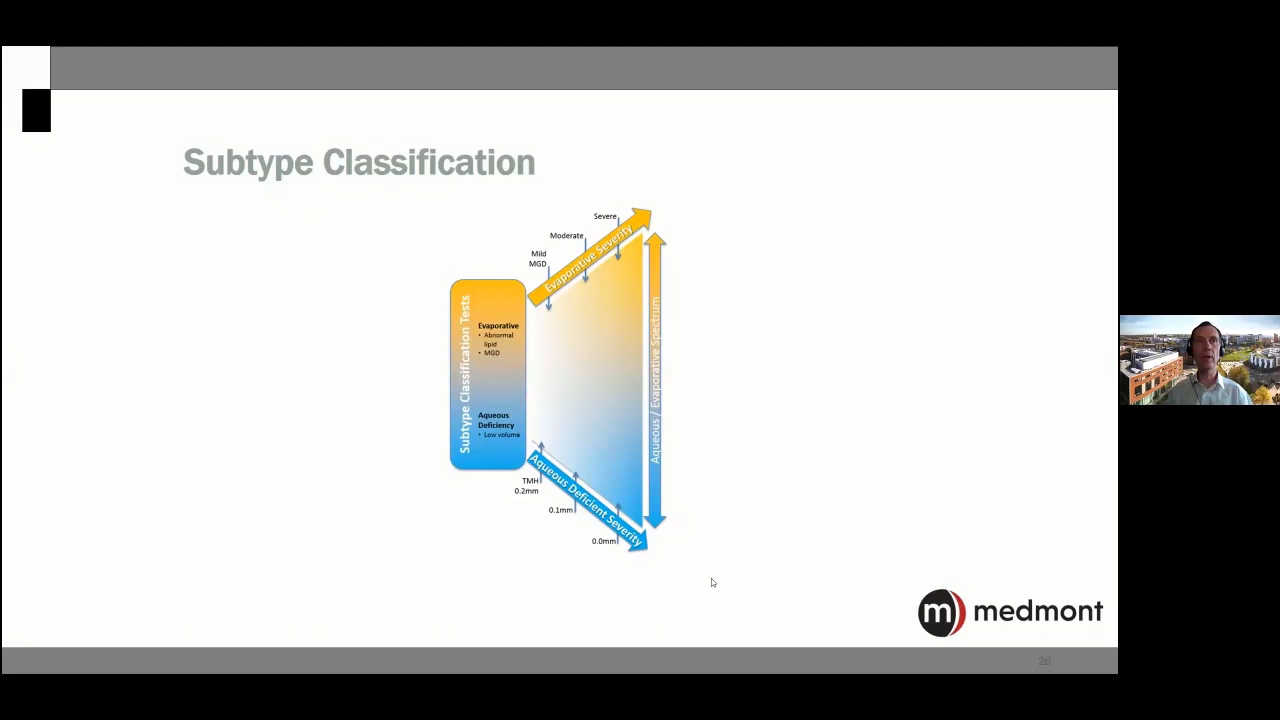 Subtype Classification
Severe
Moderate
Mild
MGD
Evaporative Severity
Subtype Classification Tests
Evaporative
• Abnormal
lipid
• MGD
Aqueous
Deficiency
• Low volume
Aqueous / Evaporative Spectrum
Aqueous Deficient Severity
TMH
0.2mm
0.1mm
0.0mm
m medmont
26